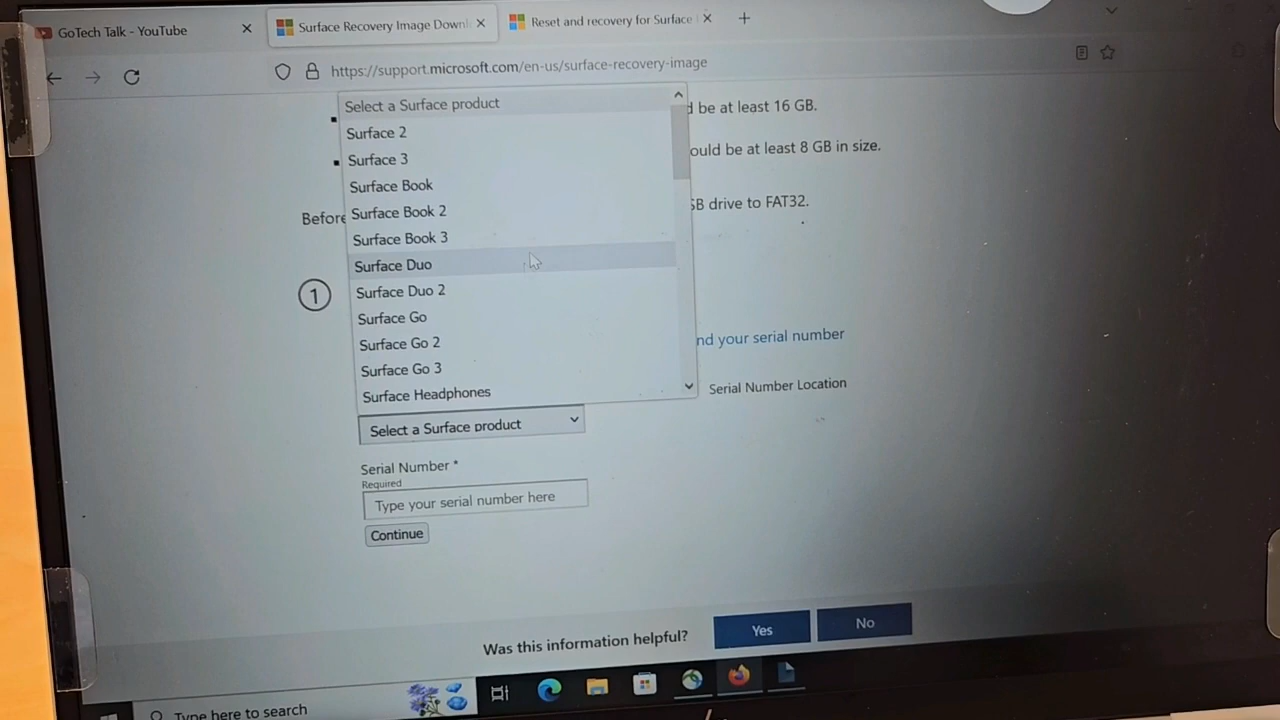 GoTech Talk - YouTube
Surface Recovery Image Downl
Reset and recovery for Surface
https://support.microsoft.com/en-us/surface-recovery-image
Select a Surface product
d be at least 16 GB.
Surface 2
Surface 3
ould be at least 8 GB in size.
Surface Book
Before
Surface Book 2
SB drive to FAT32.
Surface Book 3
Surface Duo
1
Surface Duo 2
Surface Go
Surface Go 2
nd your serial number
Surface Go 3
Surface Headphones
Serial Number Location
Select a Surface product
Serial Number *
Required
Type your serial number here
Continue
Was this information helpful?
Yes
No
Type here to search